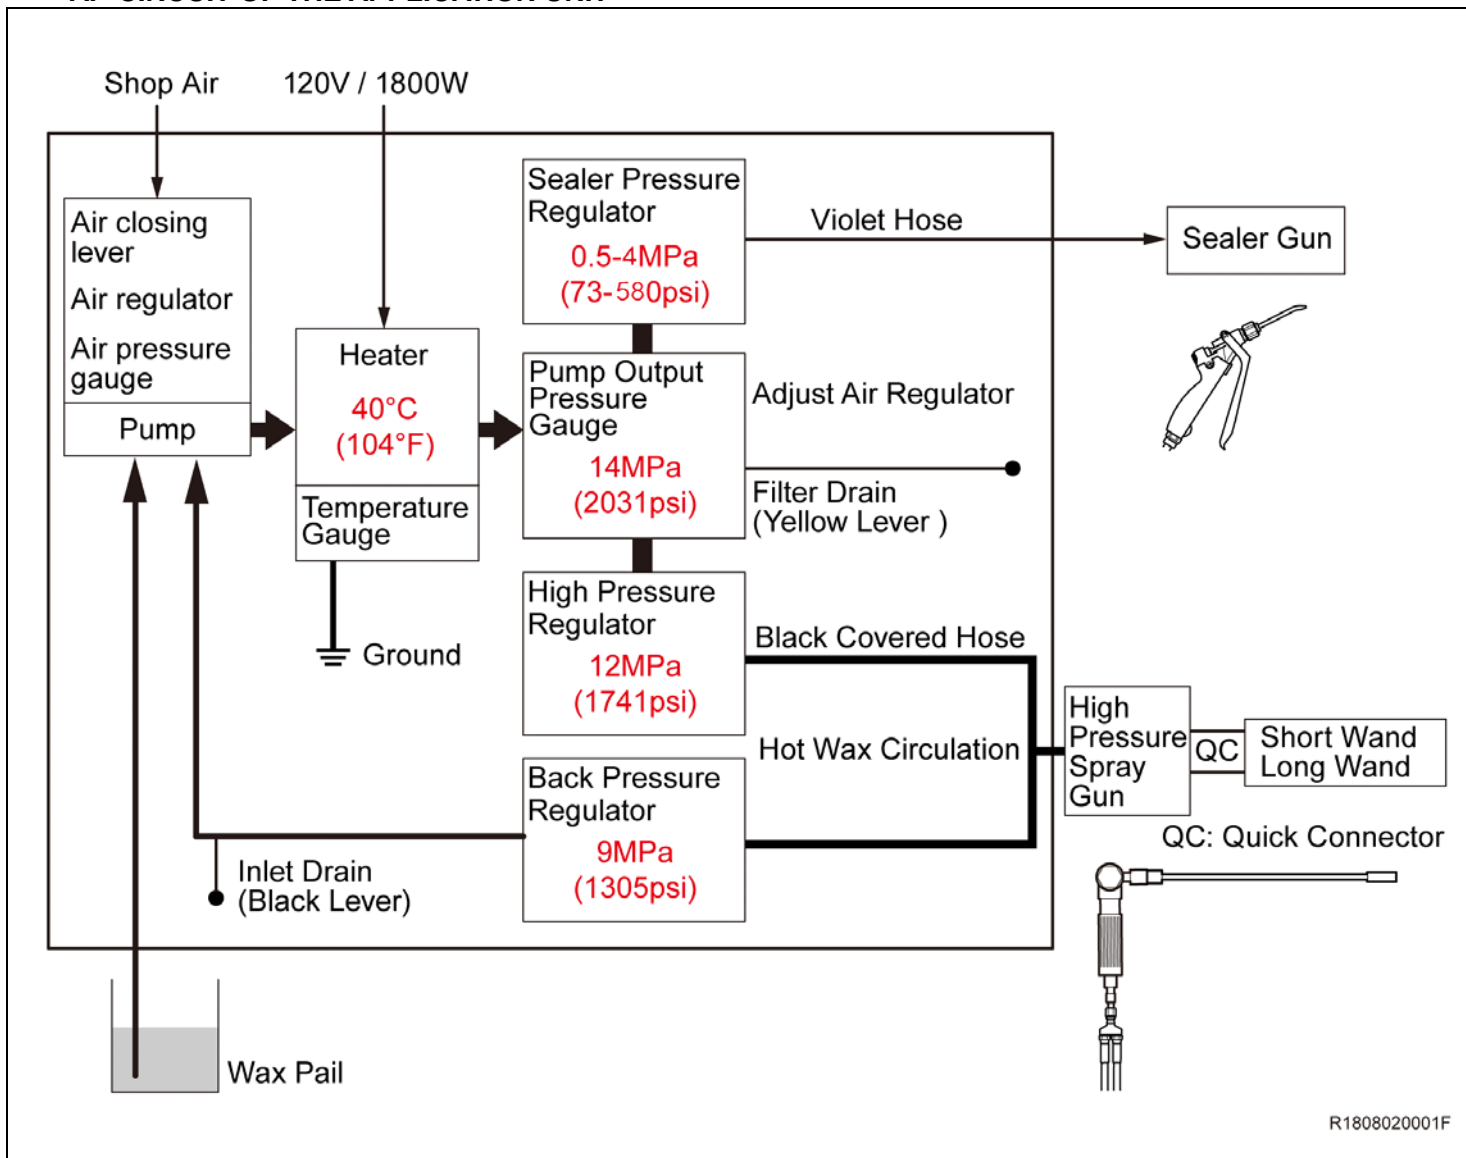 Shop Air
120V / 1800W
Air closing
lever
Air regulator
Air pressure
gauge
Pump
Heater
40°C
(104°F)
Temperature
Gauge
Ground
Sealer Pressure
Regulator
0.5-4MPa
(73-580psi)
Violet Hose
Sealer Gun
Pump Output
Pressure
Gauge
14MPa
(2031psi)
Adjust Air Regulator
Filter Drain
(Yellow Lever )
High Pressure
Regulator
12MPa
(1741psi)
Black Covered Hose
Hot Wax Circulation
High
Pressure
Spray
Gun
QC
Short Wand
Long Wand
QC: Quick Connector
Back Pressure
Regulator
9MPa
(1305psi)
Inlet Drain
(Black Lever)
Wax Pail
R1808020001F